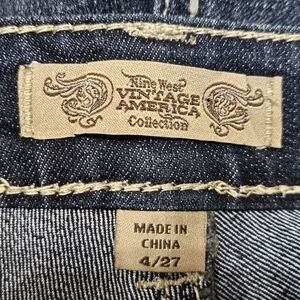 Nine West
VINTAGE
AMERICA
Collection
MADE IN
CHINA
4/27